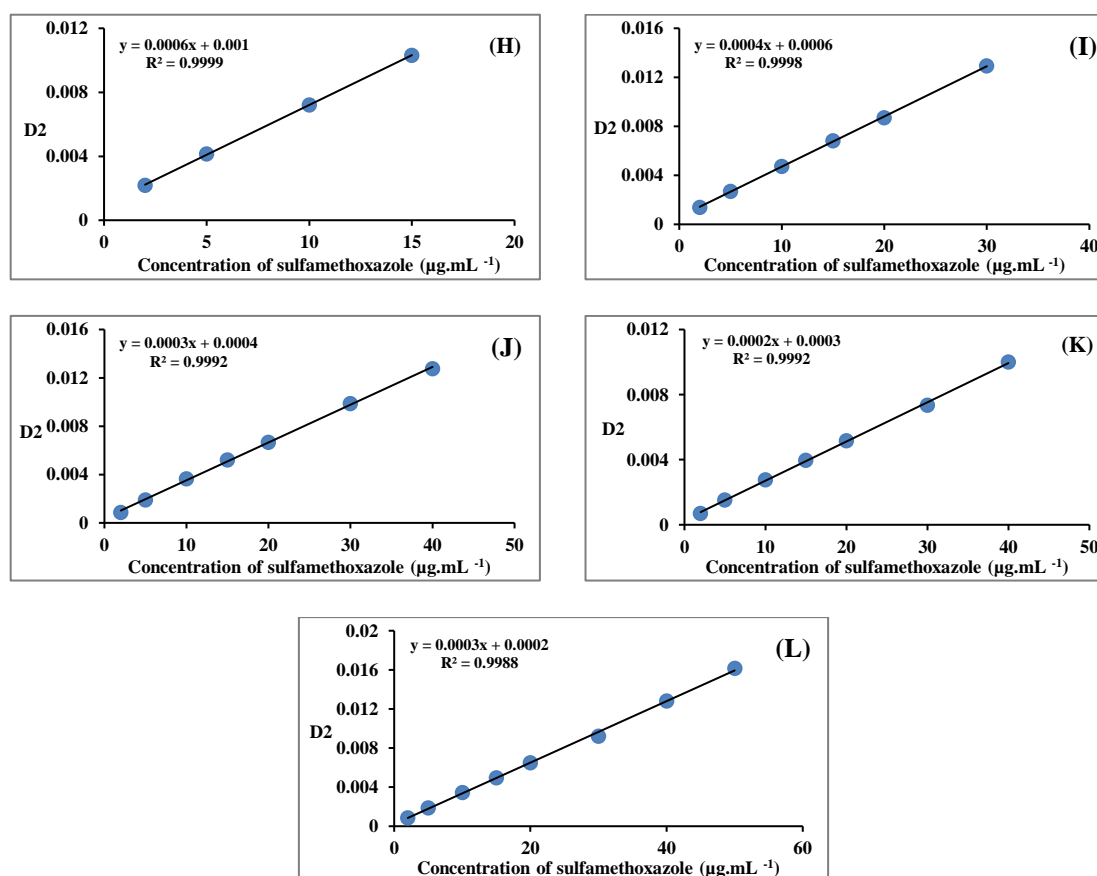 y = 0.0006x + 0.001
R² = 0.9999
(H)
0.012
0.008
0.004
0
D2
0 5 10 15 20
Concentration of sulfamethoxazole (µg.mL -1)
y = 0.0004x + 0.0006
R² = 0.9998
(I)
0.016
0.012
0.008
0.004
0
D2
0 10 20 30 40
Concentration of sulfamethoxazole (µg.mL -1)
y = 0.0003x + 0.0004
R² = 0.9992
(J)
0.016
0.012
0.008
0.004
0
D2
0 10 20 30 40 50
Concentration of sulfamethoxazole (µg.mL -1)
y = 0.0002x + 0.0003
R² = 0.9992
(K)
0.012
0.008
0.004
0
D2
0 10 20 30 40 50
Concentration of sulfamethoxazole (µg.mL -1)
y = 0.0003x + 0.0002
R² = 0.9988
(L)
0.02
0.016
0.012
0.008
0.004
0
D2
0 20 40 60
Concentration of sulfamethoxazole (µg.mL -1)